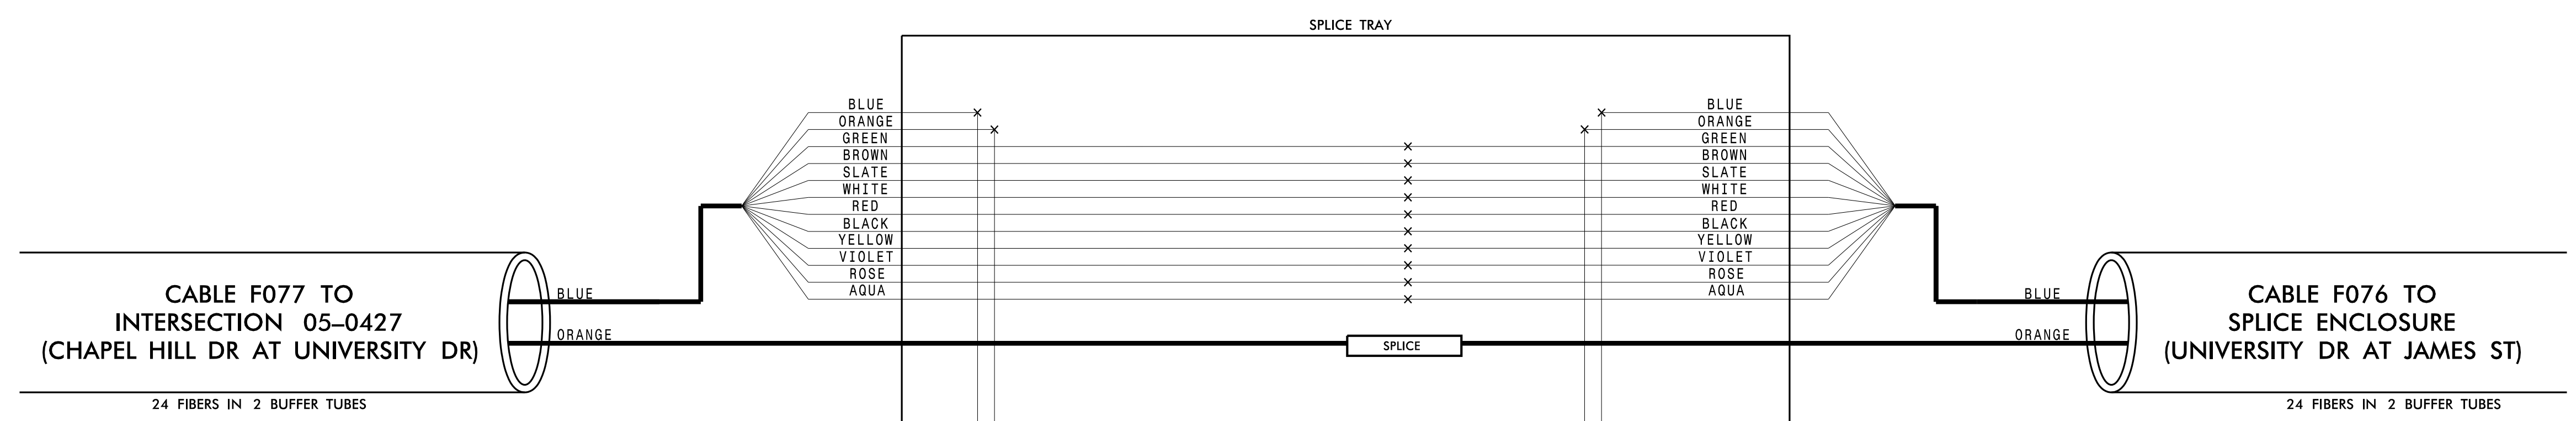 SPLICE TRAY
BLUE
ORANGE
GREEN
BROWN
SLATE
WHITE
RED
BLACK
YELLOW
VIOLET
ROSE
AQUA
BLUE
ORANGE
GREEN
BROWN
SLATE
WHITE
RED
BLACK
YELLOW
VIOLET
ROSE
AQUA
CABLE F077 TO
INTERSECTION 05–0427
(CHAPEL HILL DR AT UNIVERSITY DR)
24 FIBERS IN 2 BUFFER TUBES
BLUE
ORANGE
SPLICE
BLUE
ORANGE
CABLE F076 TO
SPLICE ENCLOSURE
(UNIVERSITY DR AT JAMES ST)
24 FIBERS IN 2 BUFFER TUBES